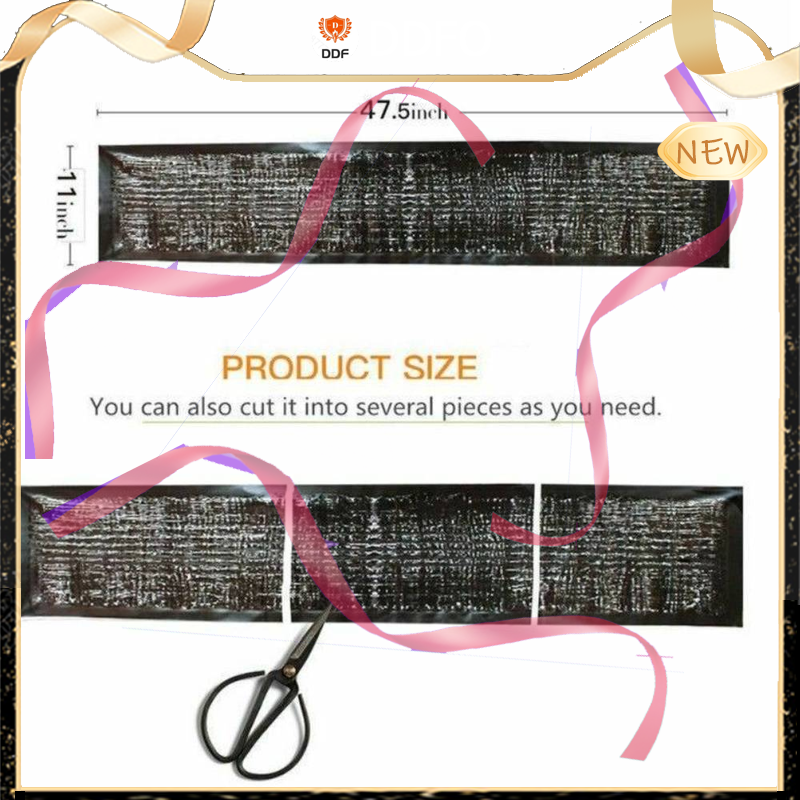 DDF
47.5inch
NEW
11inch
PRODUCT SIZE
You can also cut it into several pieces as you need.